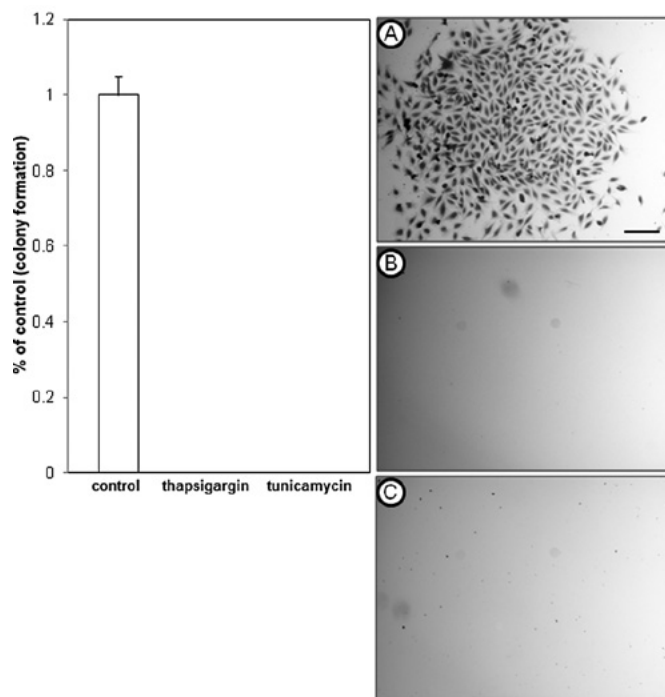 % of control (colony formation)
1.2
1
0.8
0.6
0.4
0.2
0
control thapsigargin tunicamycin
A
B
C